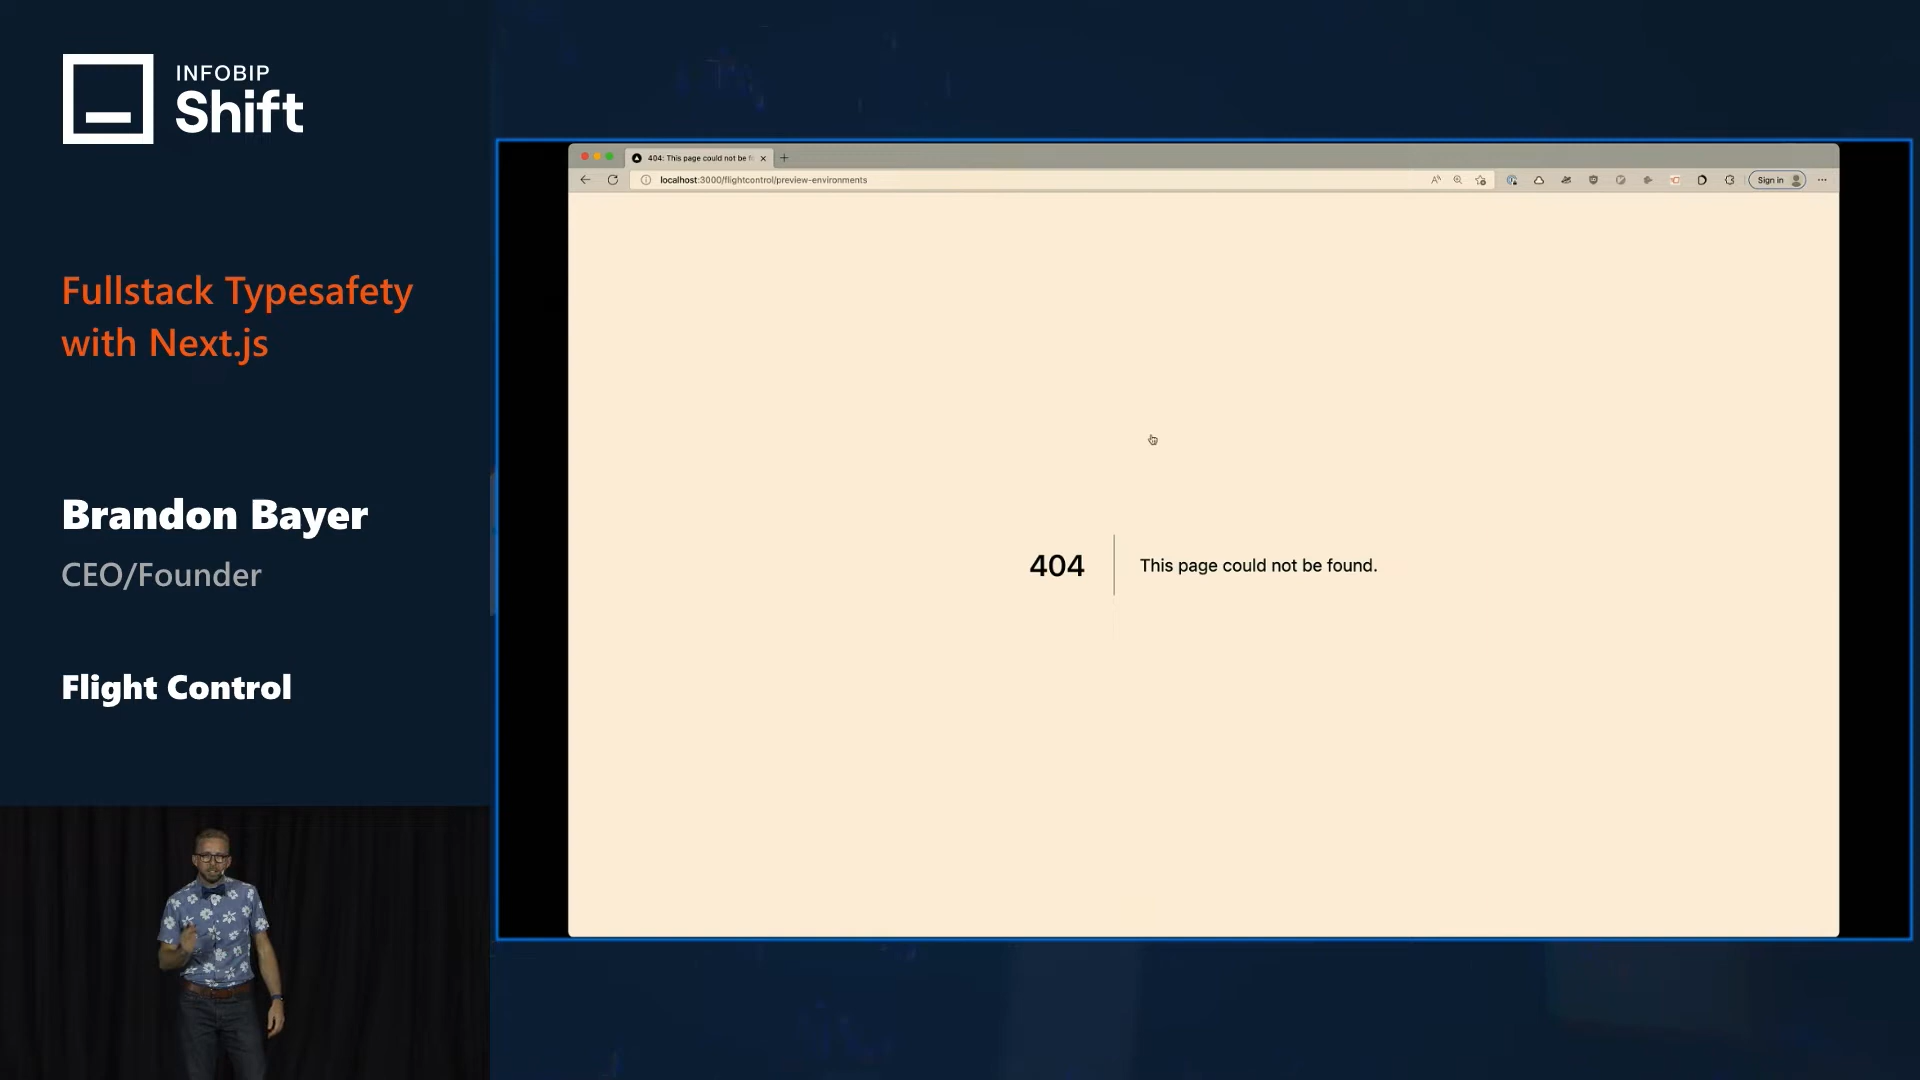 INFOBIP
Shift
Fullstack Typesafety
with Next.js
Brandon Bayer
CEO/Founder
Flight Control
404: This page could not be
localhost:3000/flightcontrol/preview-environments
Sign in
404
This page could not be found.